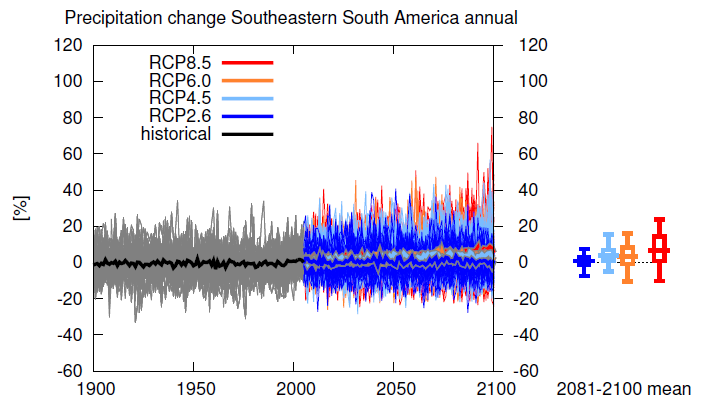 Precipitation change Southeastern South America annual
120 120
RCP8.5
100 100
RCP6.0
80 RCP4.5 80
RCP2.6
60 historical 60
40 40
[%]
20 20
0 0
-20 -20
-40 -40
-60 -60
1900 1950 2000 2050 2100 2081-2100 mean